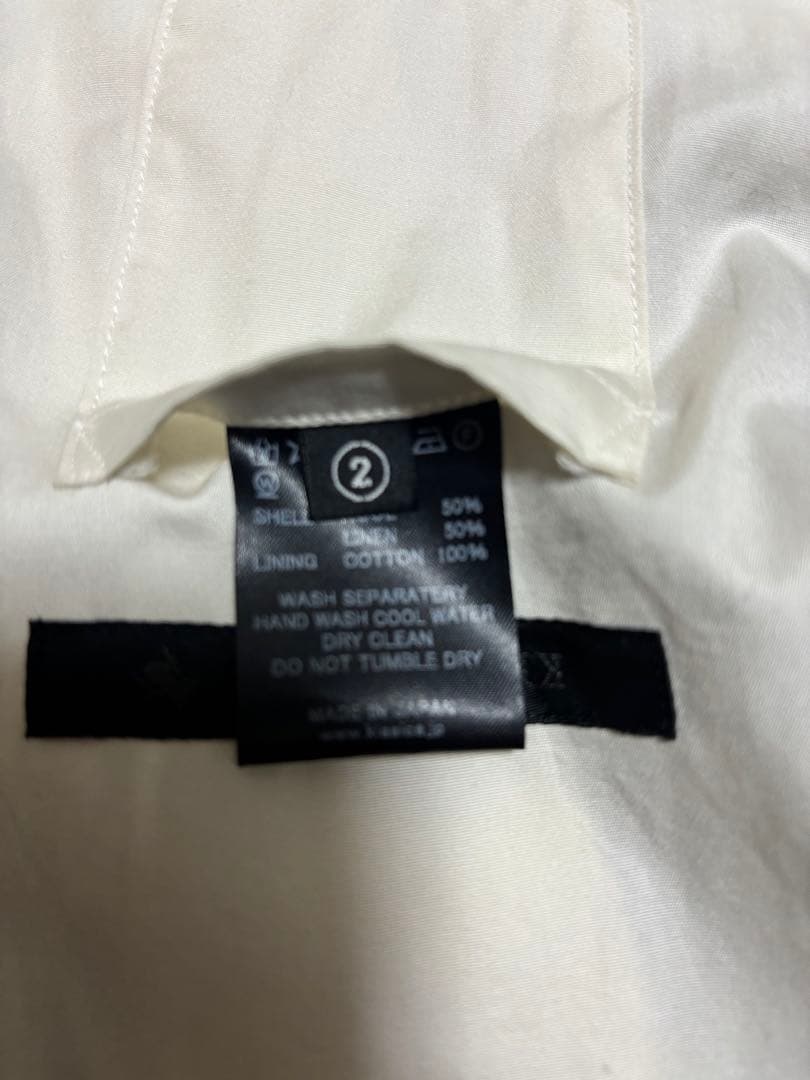 2
SHELL 50%
LINEN 50%
LINING COTTON 100%
WASH SEPARATERY
HAND WASH COOL WATER
DRY CLEAN
DO NOT TUMBLE DRY
MADE IN JAPAN